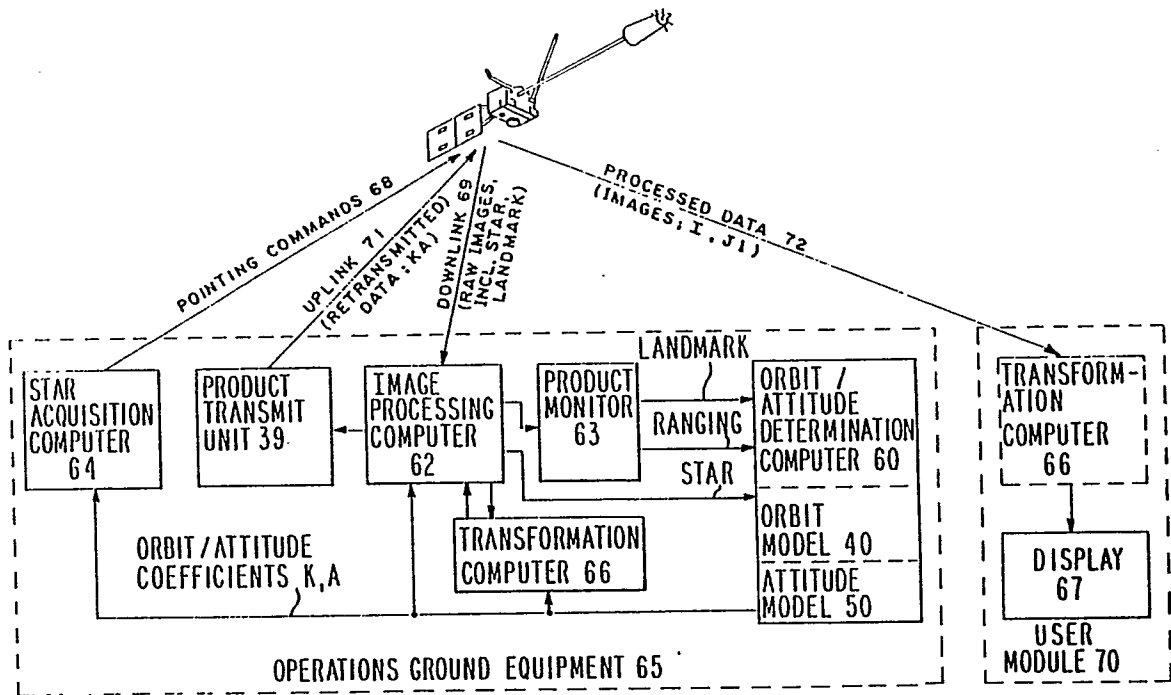 POINTING COMMANDS 68
UPLINK 71
(RETRANSMITTED)
DATA ; KA)
DOWNLINK 69
(RAW IMAGES,
INCL. STAR,
LANDMARK)
PROCESSED DATA 72
(IMAGES; I, J1)
STAR
ACQUISITION
COMPUTER
64
PRODUCT
TRANSMIT
UNIT 39
IMAGE
PROCESSING
COMPUTER
62
PRODUCT
MONITOR
63
LANDMARK
RANGING
STAR
ORBIT /
ATTITUDE
DETERMINATION
COMPUTER 60
ORBIT
MODEL 40
ATTITUDE
MODEL 50
TRANSFORMATION
COMPUTER 66
ORBIT/ATTITUDE
COEFFICIENTS K,A
OPERATIONS GROUND EQUIPMENT 65
TRANSFORM-
ATION
COMPUTER
66
DISPLAY
67
USER
MODULE 70